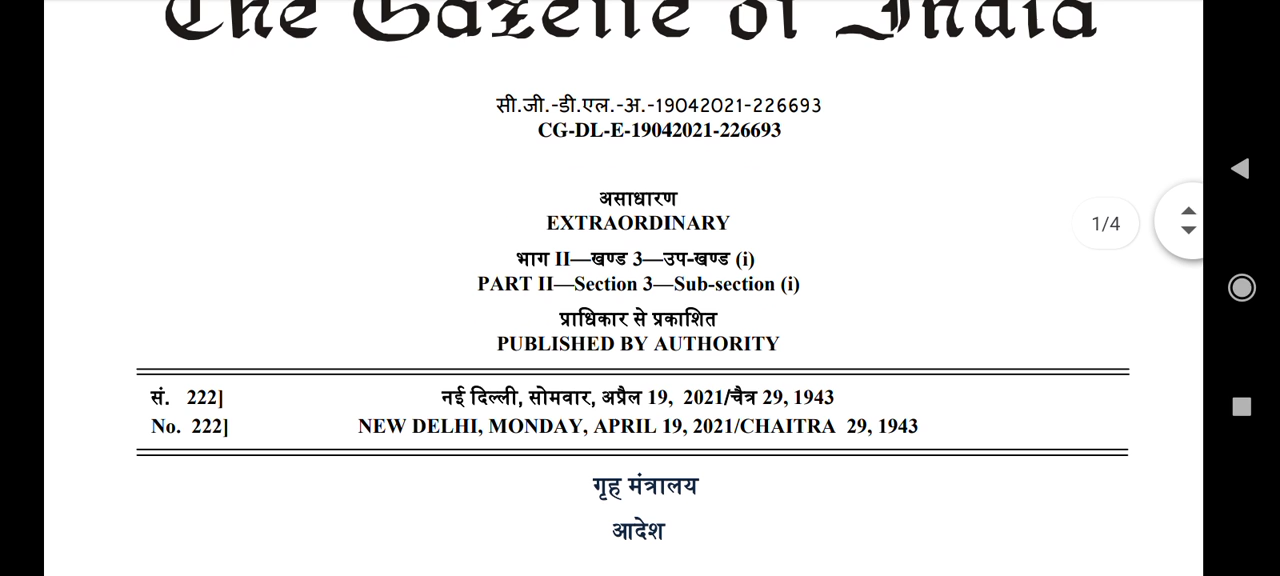 The Gazette of India
सी.जी.-डी.एल.-अ.-19042021-226693
CG-DL-E-19042021-226693
असाधारण
EXTRAORDINARY
भाग II—खण्ड 3—उप-खण्ड (i)
PART II—Section 3—Sub-section (i)
1/4
प्राधिकार से प्रकाशित
PUBLISHED BY AUTHORITY
सं. 222] नई दिल्ली, सोमवार, अप्रैल 19, 2021/चैत्र 29, 1943
No. 222] NEW DELHI, MONDAY, APRIL 19, 2021/CHAITRA 29, 1943
गृह मंत्रालय
आदेश